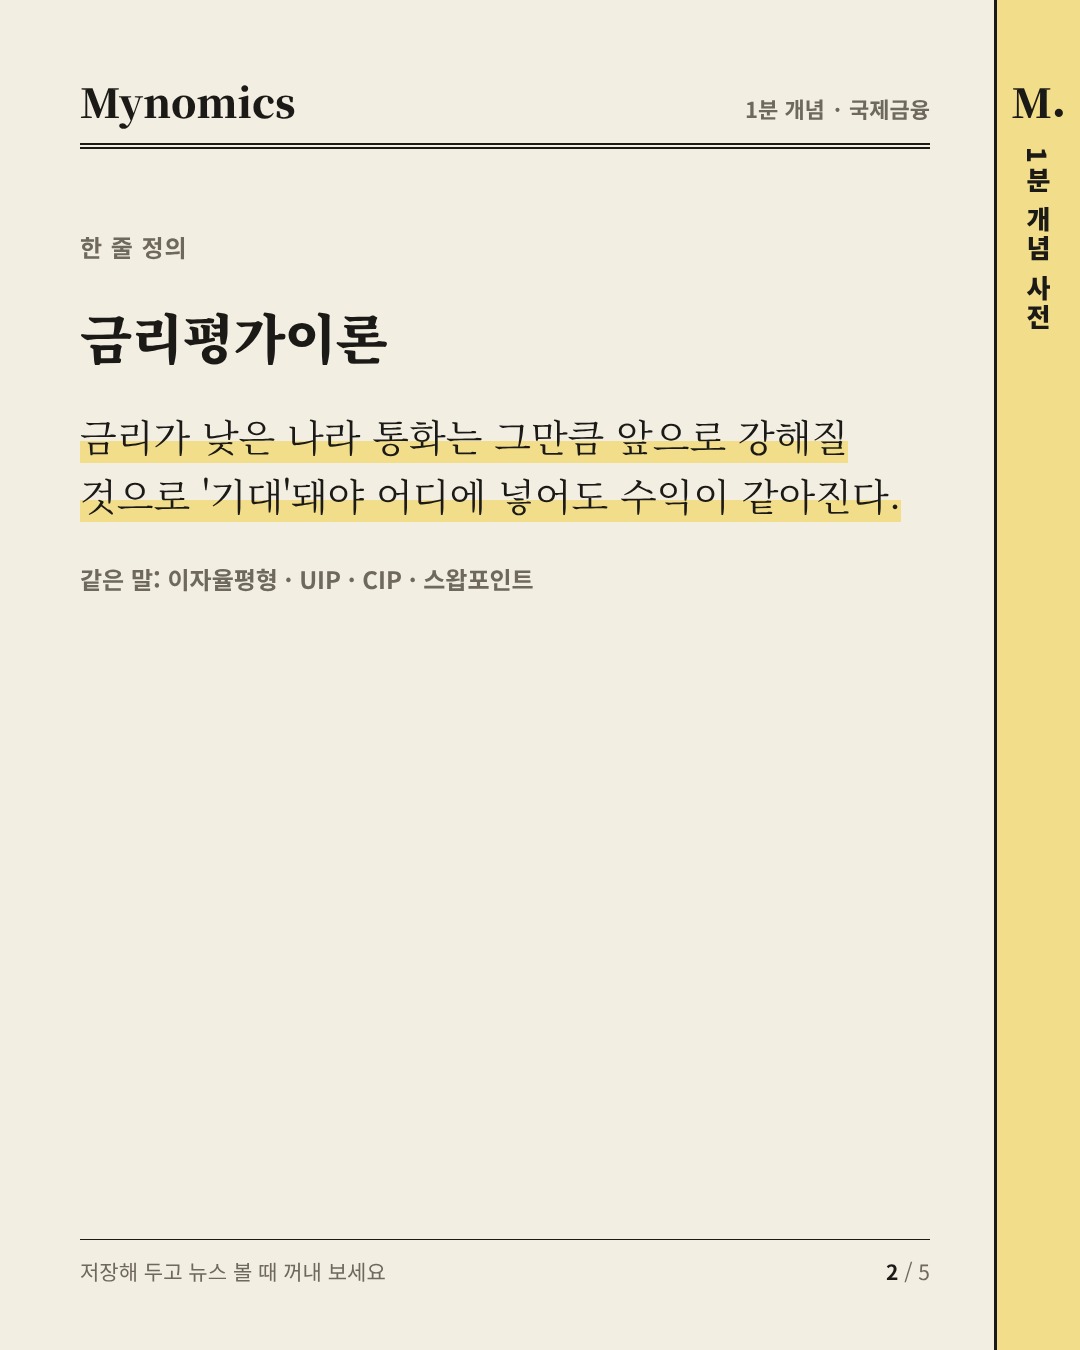 Mynomics
1분 개념 · 국제금융
한 줄 정의
금리평가이론
금리가 낮은 나라 통화는 그만큼 앞으로 강해질
것으로 '기대'돼야 어디에 넣어도 수익이 같아진다.
같은 말: 이자율평형 · UIP · CIP · 스왑포인트
저장해 두고 뉴스 볼 때 꺼내 보세요
2 / 5
M.
1분 개념 사전